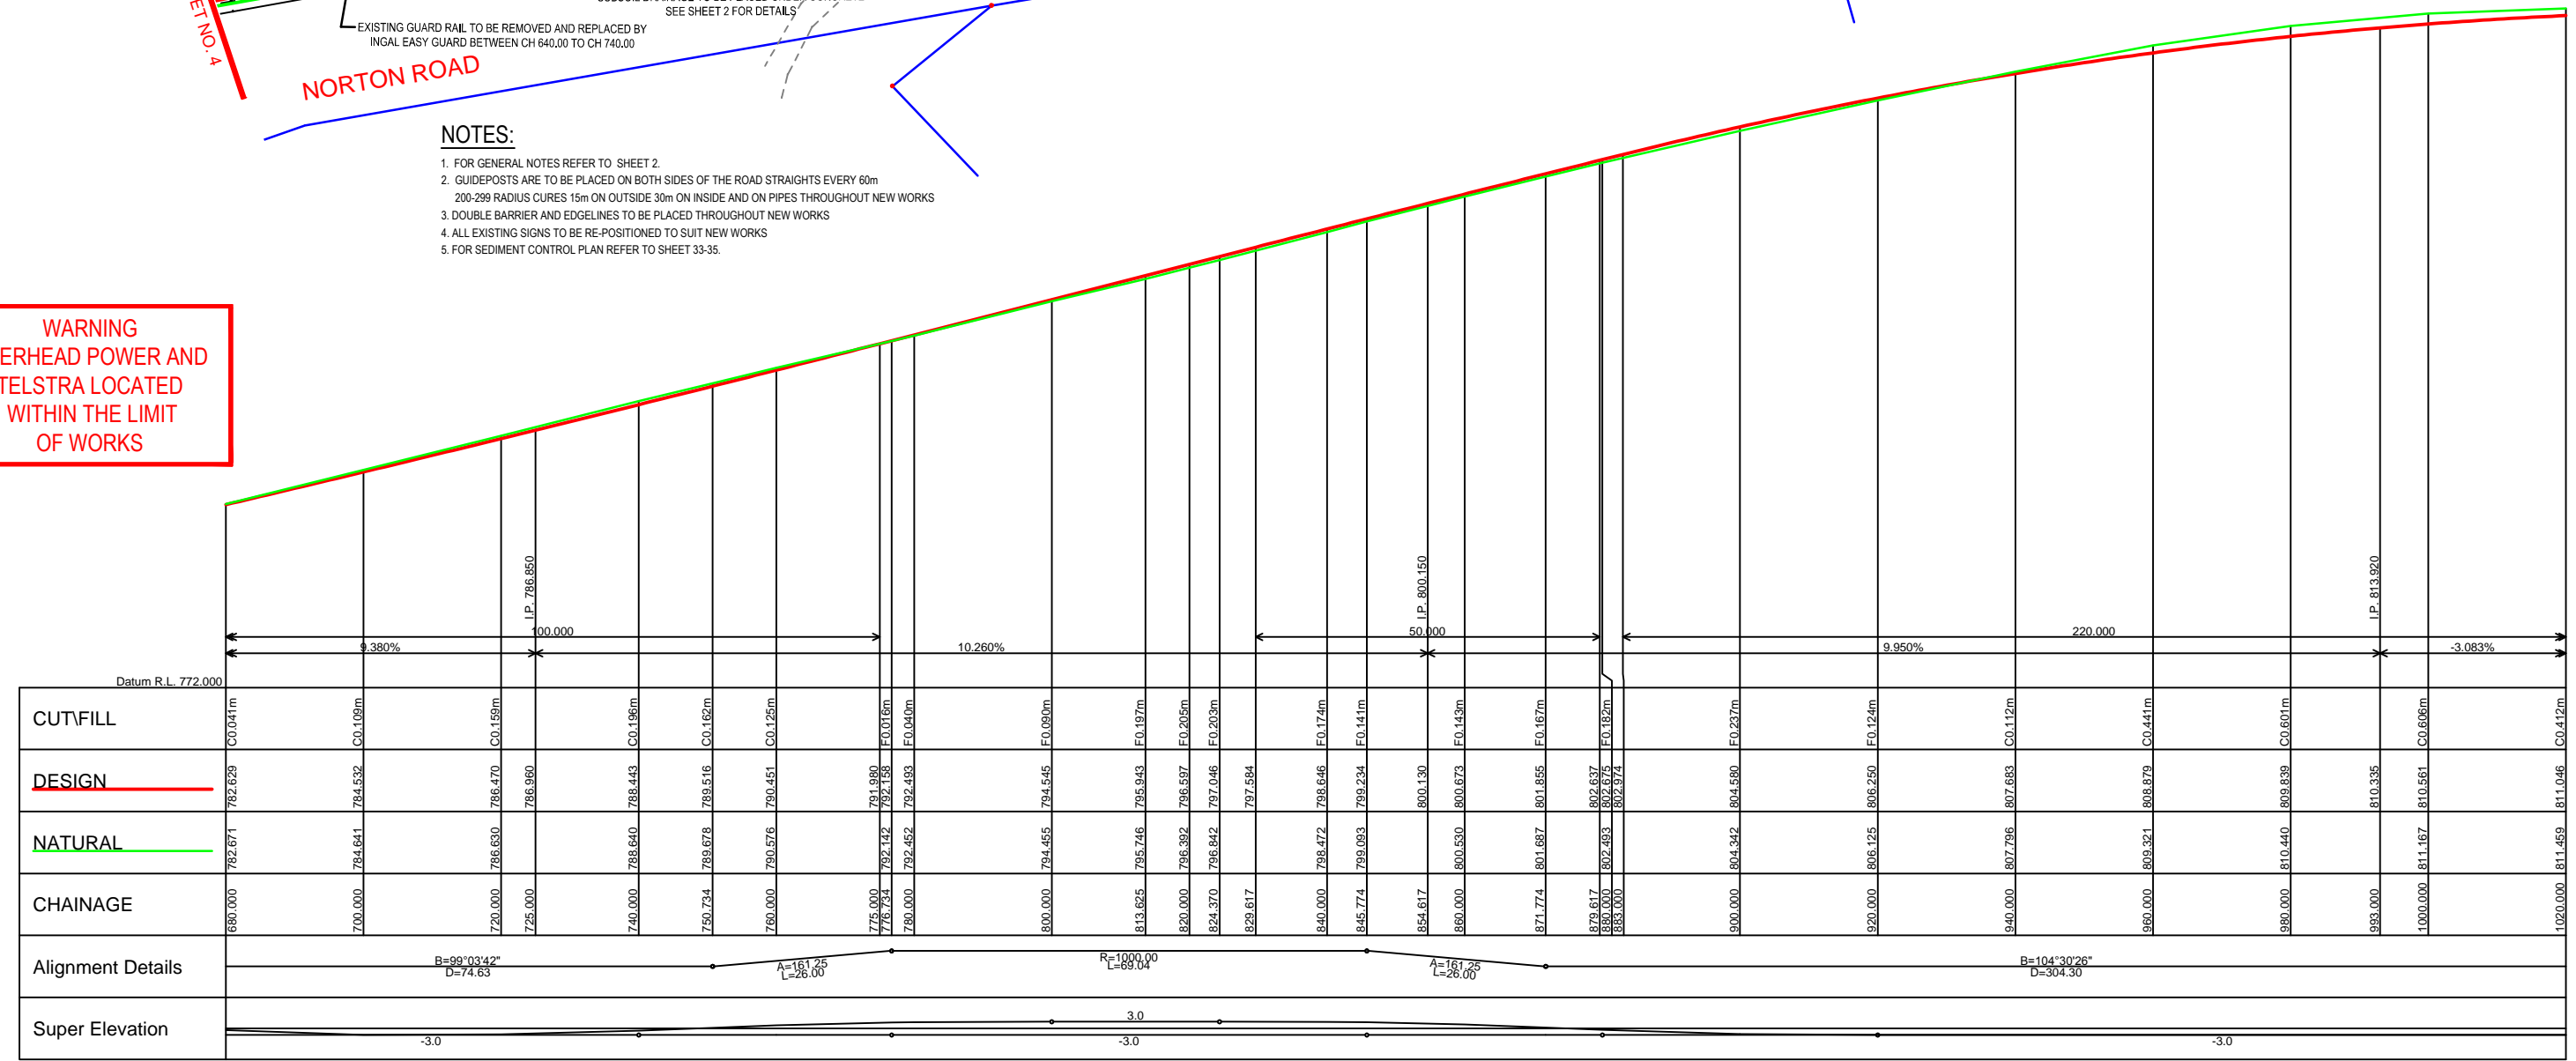 SEE SHEET 2 FOR DETAILS
EXISTING GUARD RAIL TO BE REMOVED AND REPLACED BY
INGAL EASY GUARD BETWEEN CH 640.00 TO CH 740.00
NO. 4
NORTON ROAD
NOTES:
1. FOR GENERAL NOTES REFER TO SHEET 2.
2. GUIDEPOSTS ARE TO BE PLACED ON BOTH SIDES OF THE ROAD STRAIGHTS EVERY 60m
200-299 RADIUS CURES 15m ON OUTSIDE 30m ON INSIDE AND ON PIPES THROUGHOUT NEW WORKS
3. DOUBLE BARRIER AND EDGELINES TO BE PLACED THROUGHOUT NEW WORKS
4. ALL EXISTING SIGNS TO BE RE-POSITIONED TO SUIT NEW WORKS
5. FOR SEDIMENT CONTROL PLAN REFER TO SHEET 33-35.
WARNING
ERHEAD POWER AND
TELSTRA LOCATED
WITHIN THE LIMIT
OF WORKS
I.P. 786.850
I.P. 800.150
I.P. 813.920
100.000
50.000
220.000
9.380%
10.260%
9.950%
-3.083%
Datum R.L. 772.000
CUT\FILL
C0.041m
C0.109m
C0.159m
C0.196m
C0.162m
C0.125m
F0.016m
F0.040m
F0.090m
F0.197m
F0.205m
F0.203m
F0.174m
F0.141m
F0.143m
F0.167m
F0.182m
F0.237m
F0.124m
C0.112m
C0.441m
C0.601m
C0.606m
C0.412m
DESIGN
782.629
784.532
786.470
786.960
788.443
789.516
790.451
791.980
792.158
792.493
794.545
795.943
796.597
797.046
797.584
798.646
799.234
800.130
800.673
801.855
802.637
802.675
802.974
804.580
806.250
807.683
808.879
809.839
810.335
810.561
811.046
NATURAL
782.671
784.641
786.630
788.640
789.678
790.576
792.142
792.452
794.455
795.746
796.392
796.842
798.472
799.093
800.530
801.687
802.493
804.342
806.125
807.796
809.321
810.440
811.167
811.459
CHAINAGE
680.000
700.000
720.000
725.000
740.000
750.734
760.000
775.000
776.734
780.000
800.000
813.625
820.000
824.370
829.617
840.000
845.774
854.617
860.000
871.774
879.617
880.000
883.000
900.000
920.000
940.000
960.000
980.000
993.000
1000.000
1020.000
Alignment Details
B=99°03'42"
D=74.63
A=161.25
L=26.00
R=1000.00
L=69.04
A=161.25
L=26.00
B=104°30'26"
D=304.30
Super Elevation
3.0
-3.0
-3.0
-3.0